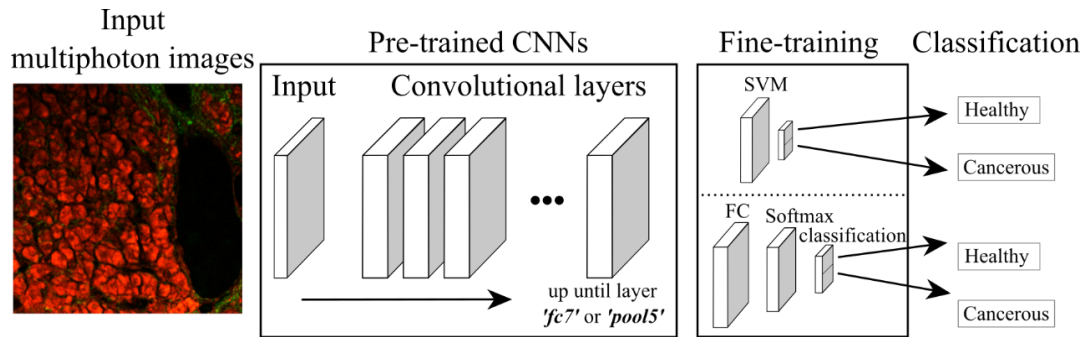 Input
multiphoton images
Pre-trained CNNs
Input
Convolutional layers
up until layer
'fc7' or 'pool5'
Fine-training
SVM
FC
Softmax
classification
Classification
Healthy
Cancerous
Healthy
Cancerous